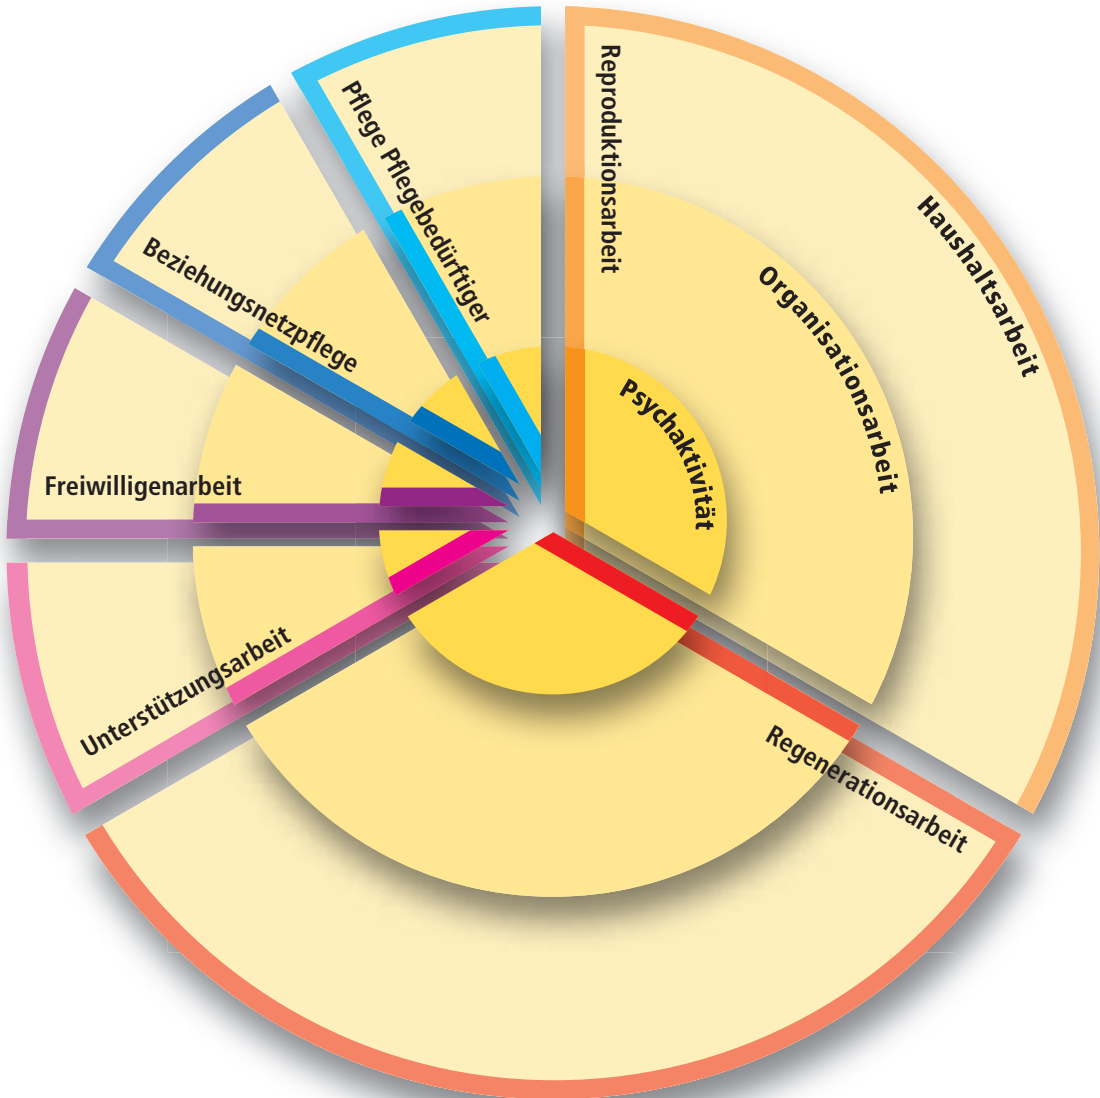 Reproduktionsarbeit
Haushaltsarbeit
Organisationsarbeit
Psychaktivität
Regenerationsarbeit
Unterstützungsarbeit
Freiwilligenarbeit
Beziehungsnetzpflege
Pflege Pflegebedürftiger